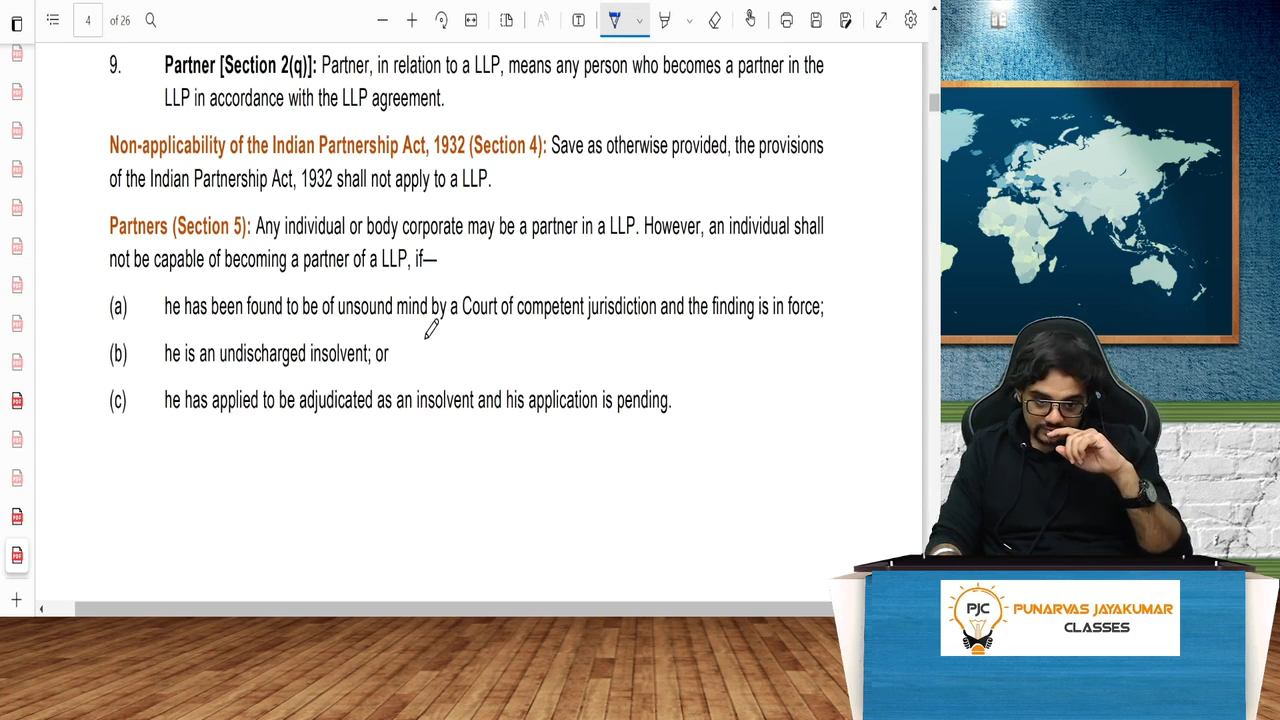 4 of 26
9. Partner [Section 2(q)]: Partner, in relation to a LLP, means any person who becomes a partner in the
LLP in accordance with the LLP agreement.
Non-applicability of the Indian Partnership Act, 1932 (Section 4): Save as otherwise provided, the provisions
of the Indian Partnership Act, 1932 shall not apply to a LLP.
Partners (Section 5): Any individual or body corporate may be a partner in a LLP. However, an individual shall
not be capable of becoming a partner of a LLP, if—
(a) he has been found to be of unsound mind by a Court of competent jurisdiction and the finding is in force;
(b) he is an undischarged insolvent; or
(c) he has applied to be adjudicated as an insolvent and his application is pending.
PJC PUNARVAS JAYAKUMAR
CLASSES